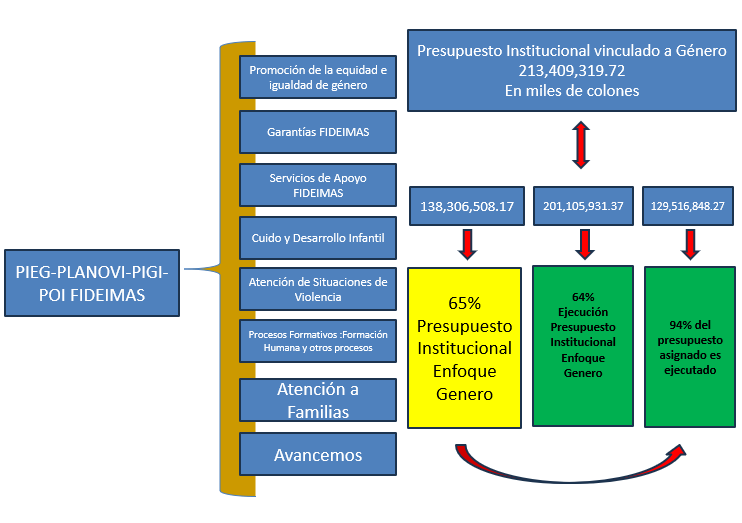 PIEG-PLANOVI-PIGI-
POI FIDEIMAS
Promoción de la equidad e
igualdad de género
Garantías FIDEIMAS
Servicios de Apoyo
FIDEIMAS
Cuido y Desarrollo Infantil
Atención de Situaciones de
Violencia
Procesos Formativos :Formación
Humana y otros procesos
Atención a
Familias
Avancemos
Presupuesto Institucional vinculado a Género
213,409,319.72
En miles de colones
138,306,508.17
201,105,931.37
129,516,848.27
65%
Presupuesto
Institucional
Enfoque
Genero
64%
Ejecución
Presupuesto
Institucional
Enfoque
Genero
94% del
presupuesto
asignado es
ejecutado